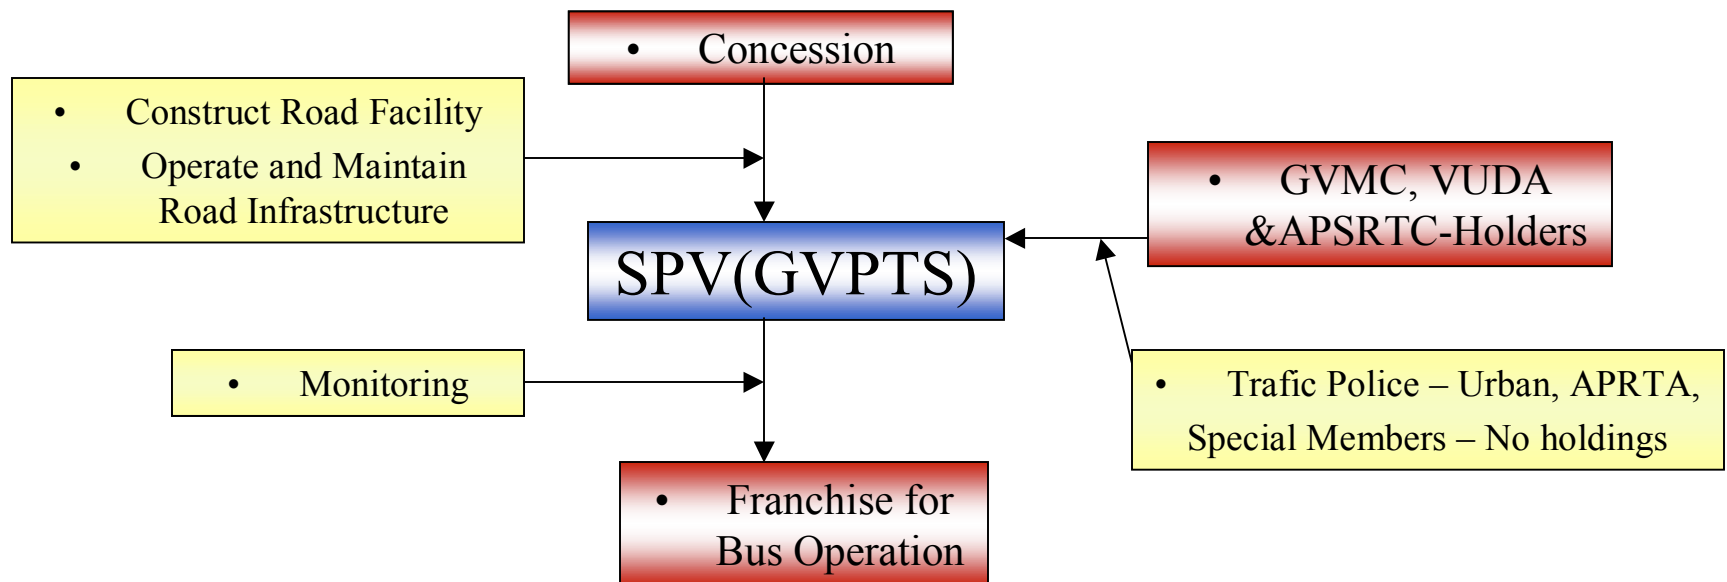 • Concession
• Construct Road Facility
• Operate and Maintain
Road Infrastructure
• GVMC, VUDA
&APSRTC-Holders
SPV(GVPTS)
• Monitoring
• Trafic Police – Urban, APRTA,
Special Members – No holdings
• Franchise for
Bus Operation